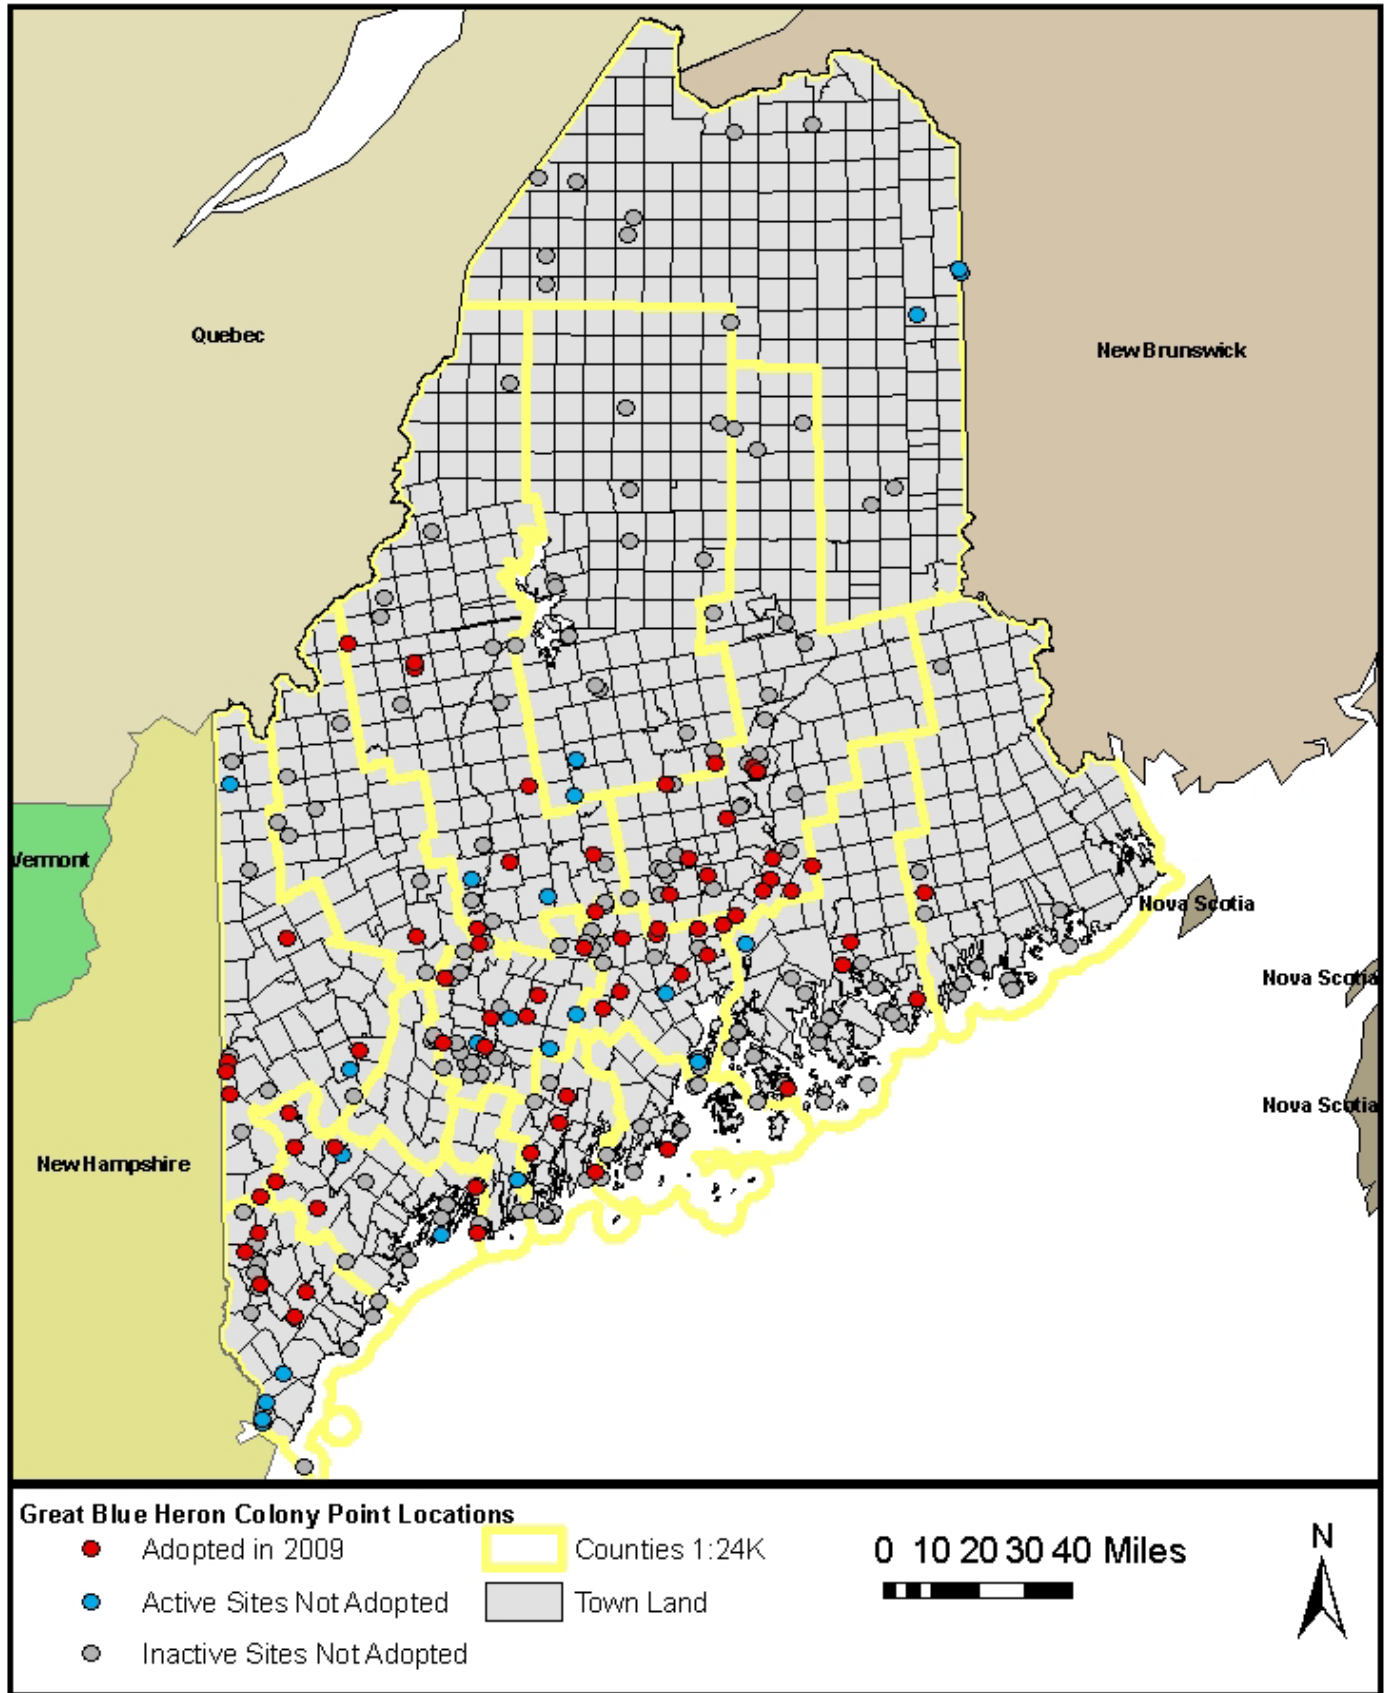 Quebec
New Brunswick
Vermont
Nova Scotia
Nova Scotia
Nova Scotia
New Hampshire
Great Blue Heron Colony Point Locations
Adopted in 2009
Counties 1:24K
0 10 20 30 40 Miles
N
Active Sites Not Adopted
Town Land
Inactive Sites Not Adopted